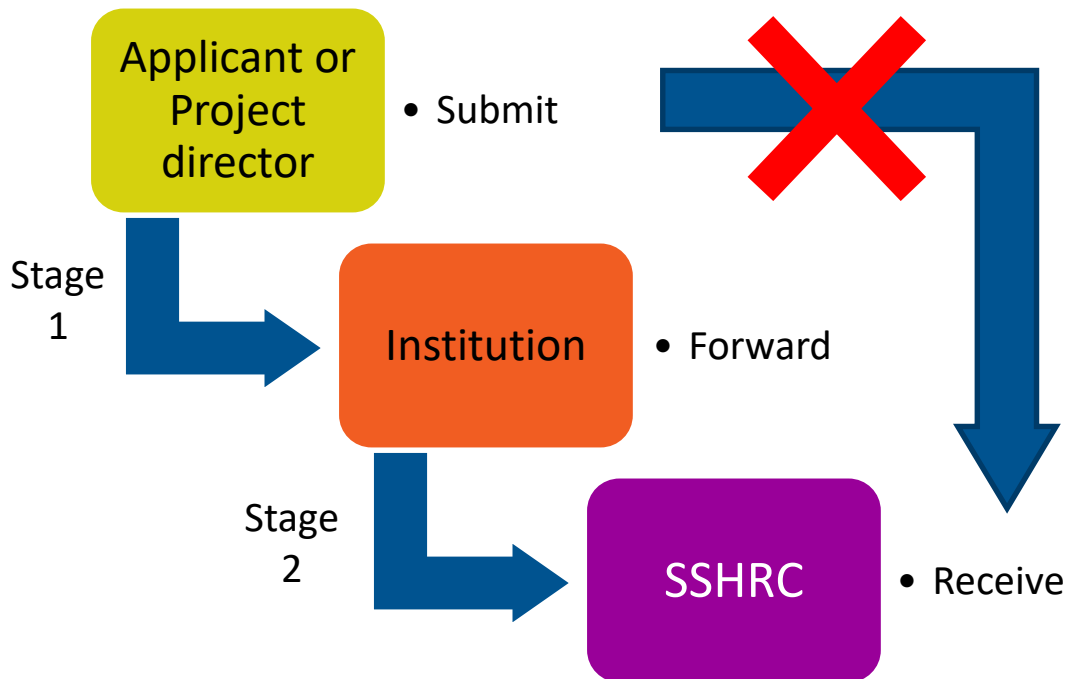 Applicant or
Project
director
• Submit
Stage
1
Institution
• Forward
Stage
2
SSHRC
• Receive